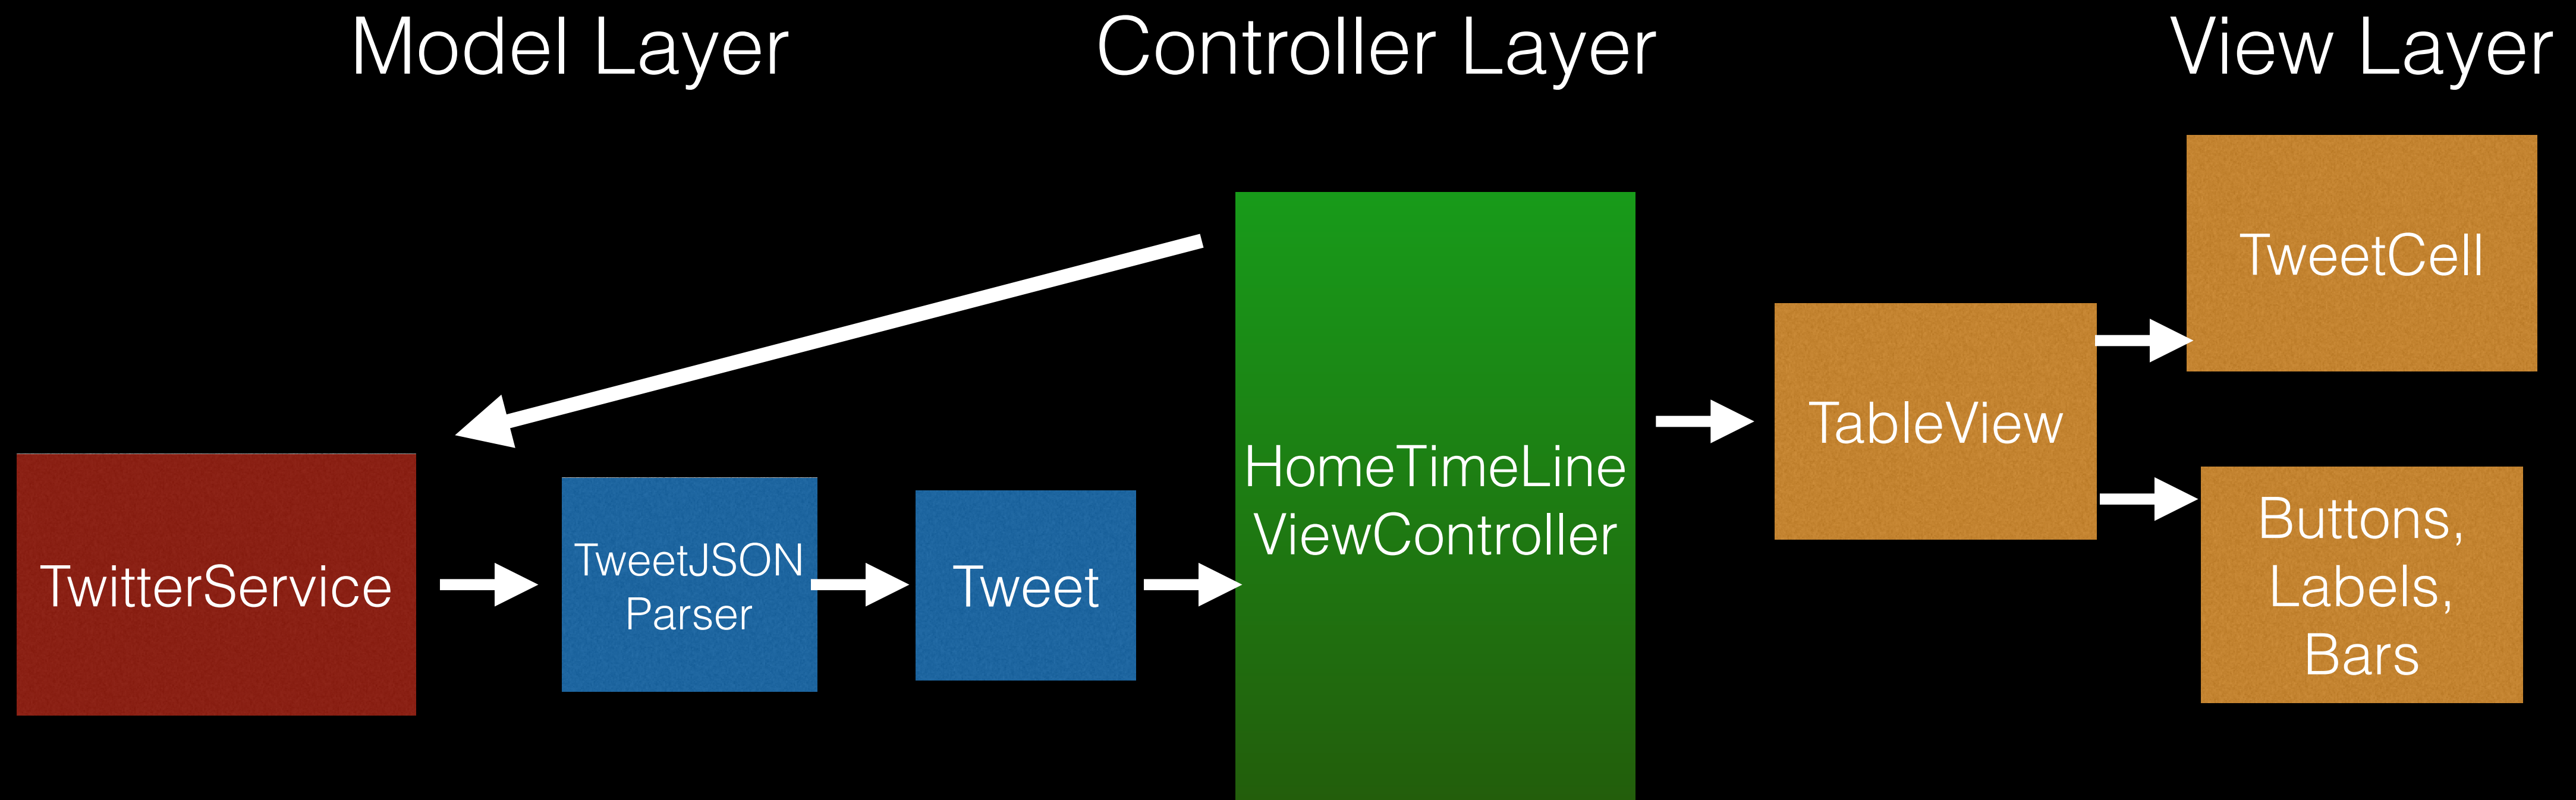 Model Layer
Controller Layer
View Layer
TwitterService
TweetJSON
Parser
Tweet
HomeTimeLine
ViewController
TableView
TweetCell
Buttons,
Labels,
Bars